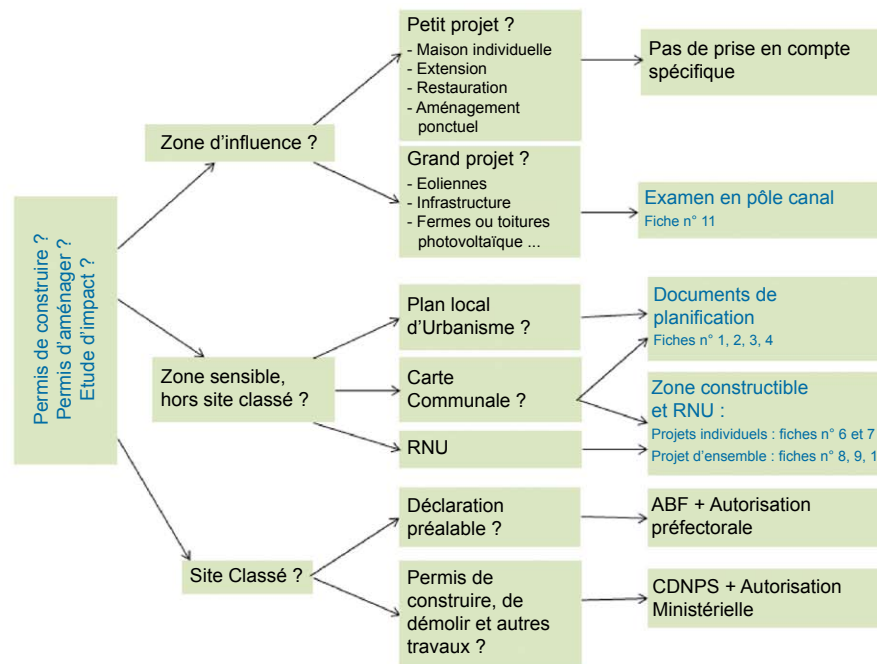 Permis de construire ?
Permis d'aménager ?
Etude d'impact ?
Zone d'influence ?
Petit projet ?
- Maison individuelle
- Extension
- Restauration
- Aménagement
ponctuel
Pas de prise en compte
spécifique
Grand projet ?
- Eoliennes
- Infrastructure
- Fermes ou toitures
photovoltaïque ...
Examen en pôle canal
Fiche n° 11
Zone sensible,
hors site classé ?
Plan local
d'Urbanisme ?
Documents de
planification
Fiches n° 1, 2, 3, 4
Carte
Communale ?
Zone constructible
et RNU :
Projets individuels : fiches n° 6 et 7
Projet d'ensemble : fiches n° 8, 9, 1
RNU
Site Classé ?
Déclaration
préalable ?
ABF + Autorisation
préfectorale
Permis de
construire, de
démolir et autres
travaux ?
CDNPS + Autorisation
Ministérielle